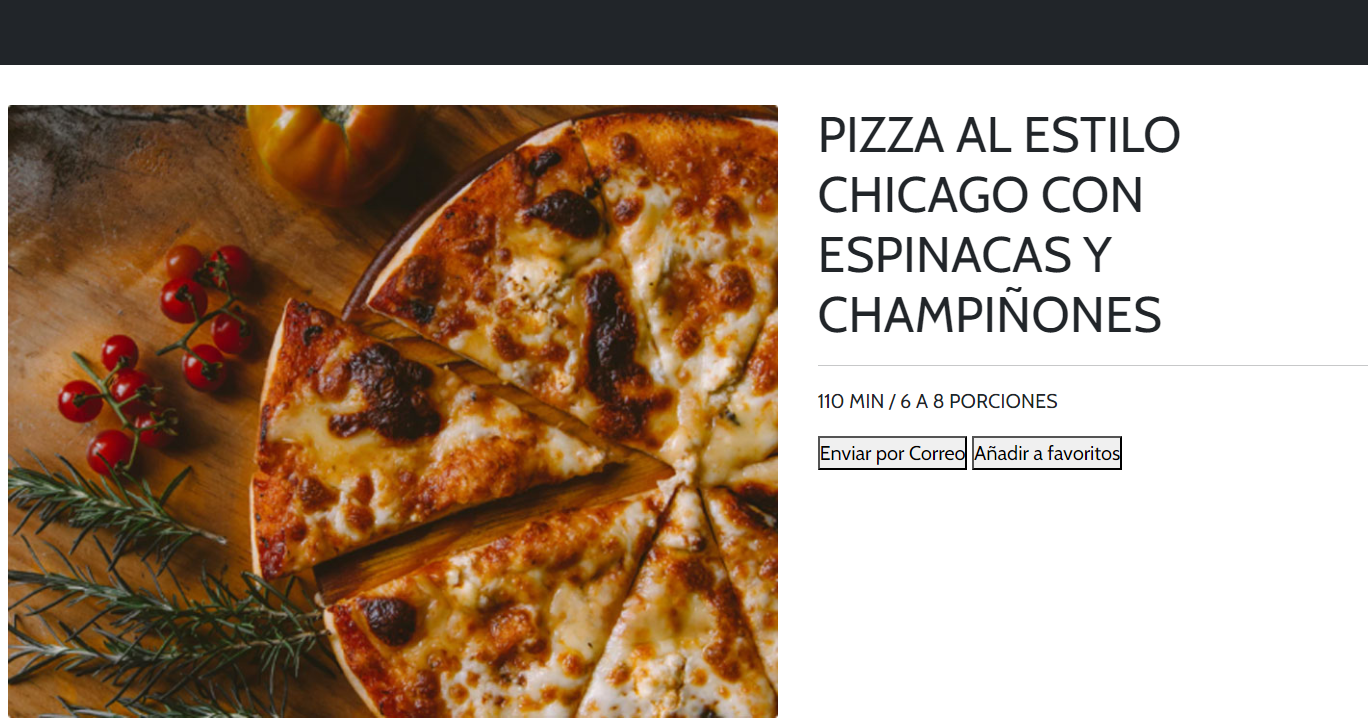 PIZZA AL ESTILO
CHICAGO CON
ESPINACAS Y
CHAMPIÑONES
110 MIN / 6 A 8 PORCIONES
Enviar por Correo Añadir a favoritos